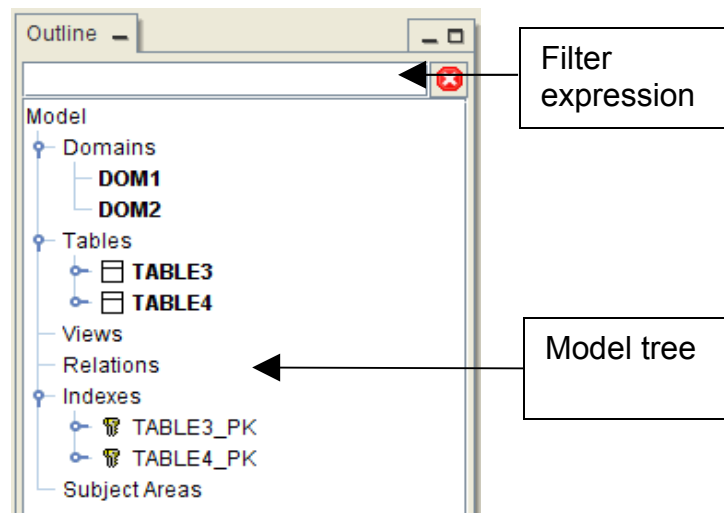 Outline
Filter
expression
Model
Domains
DOM1
DOM2
Tables
TABLE3
TABLE4
Views
Relations
Model tree
Indexes
TABLE3_PK
TABLE4_PK
Subject Areas